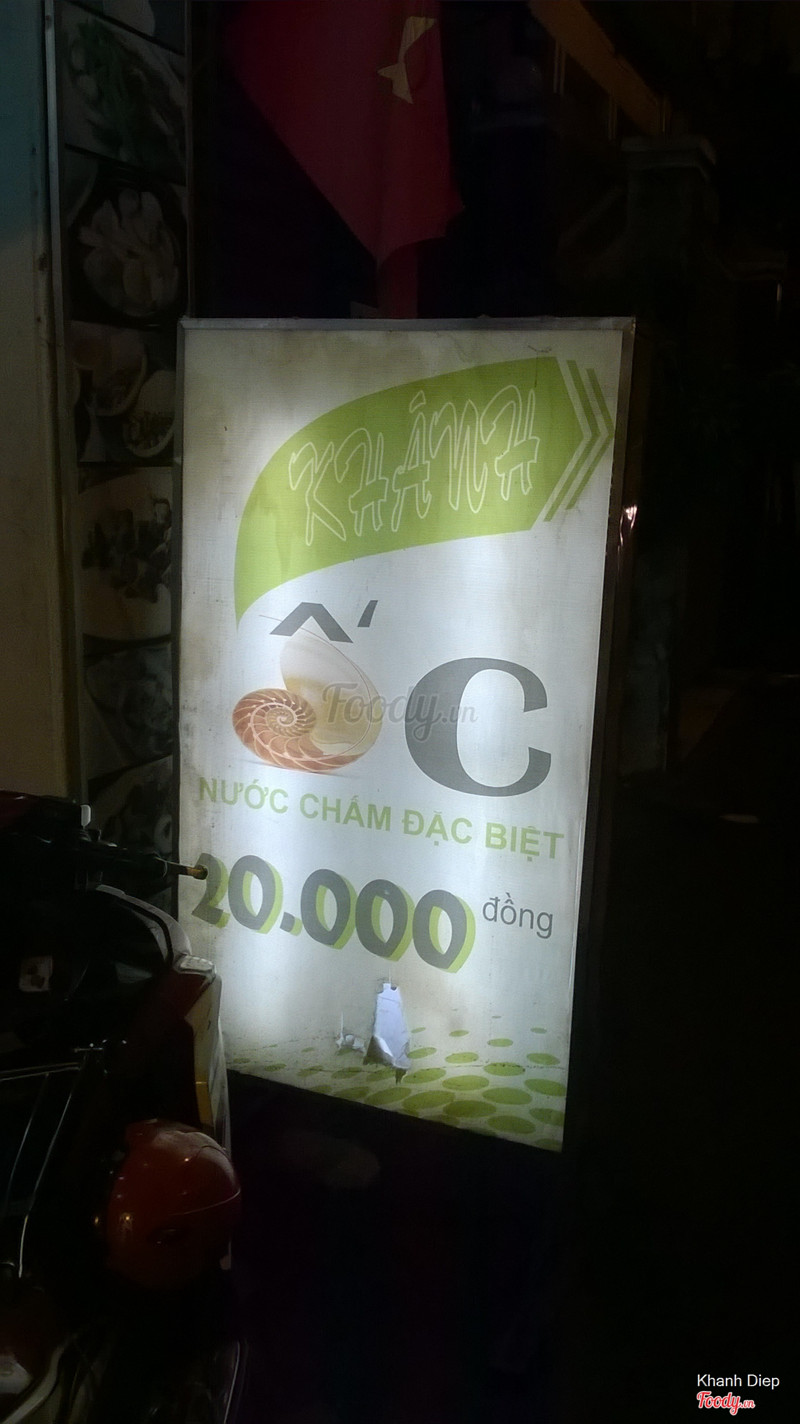 KHÁNH
ỐC
Foody.vn
NƯỚC CHẤM ĐẶC BIỆT
20.000 đồng
Khanh Diep
Foody.vn